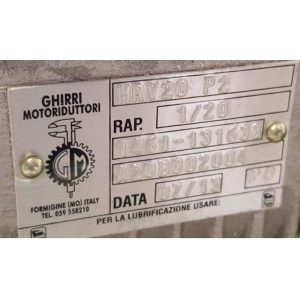 GHIRRI
MOTORIDUTTORI
GM
FORMIGINE (MO) ITALY
TEL. 059 558210
HRV20 P2
RAP. 1/20
DATA 07/13
PER LA LUBRIFICAZIONE USARE: